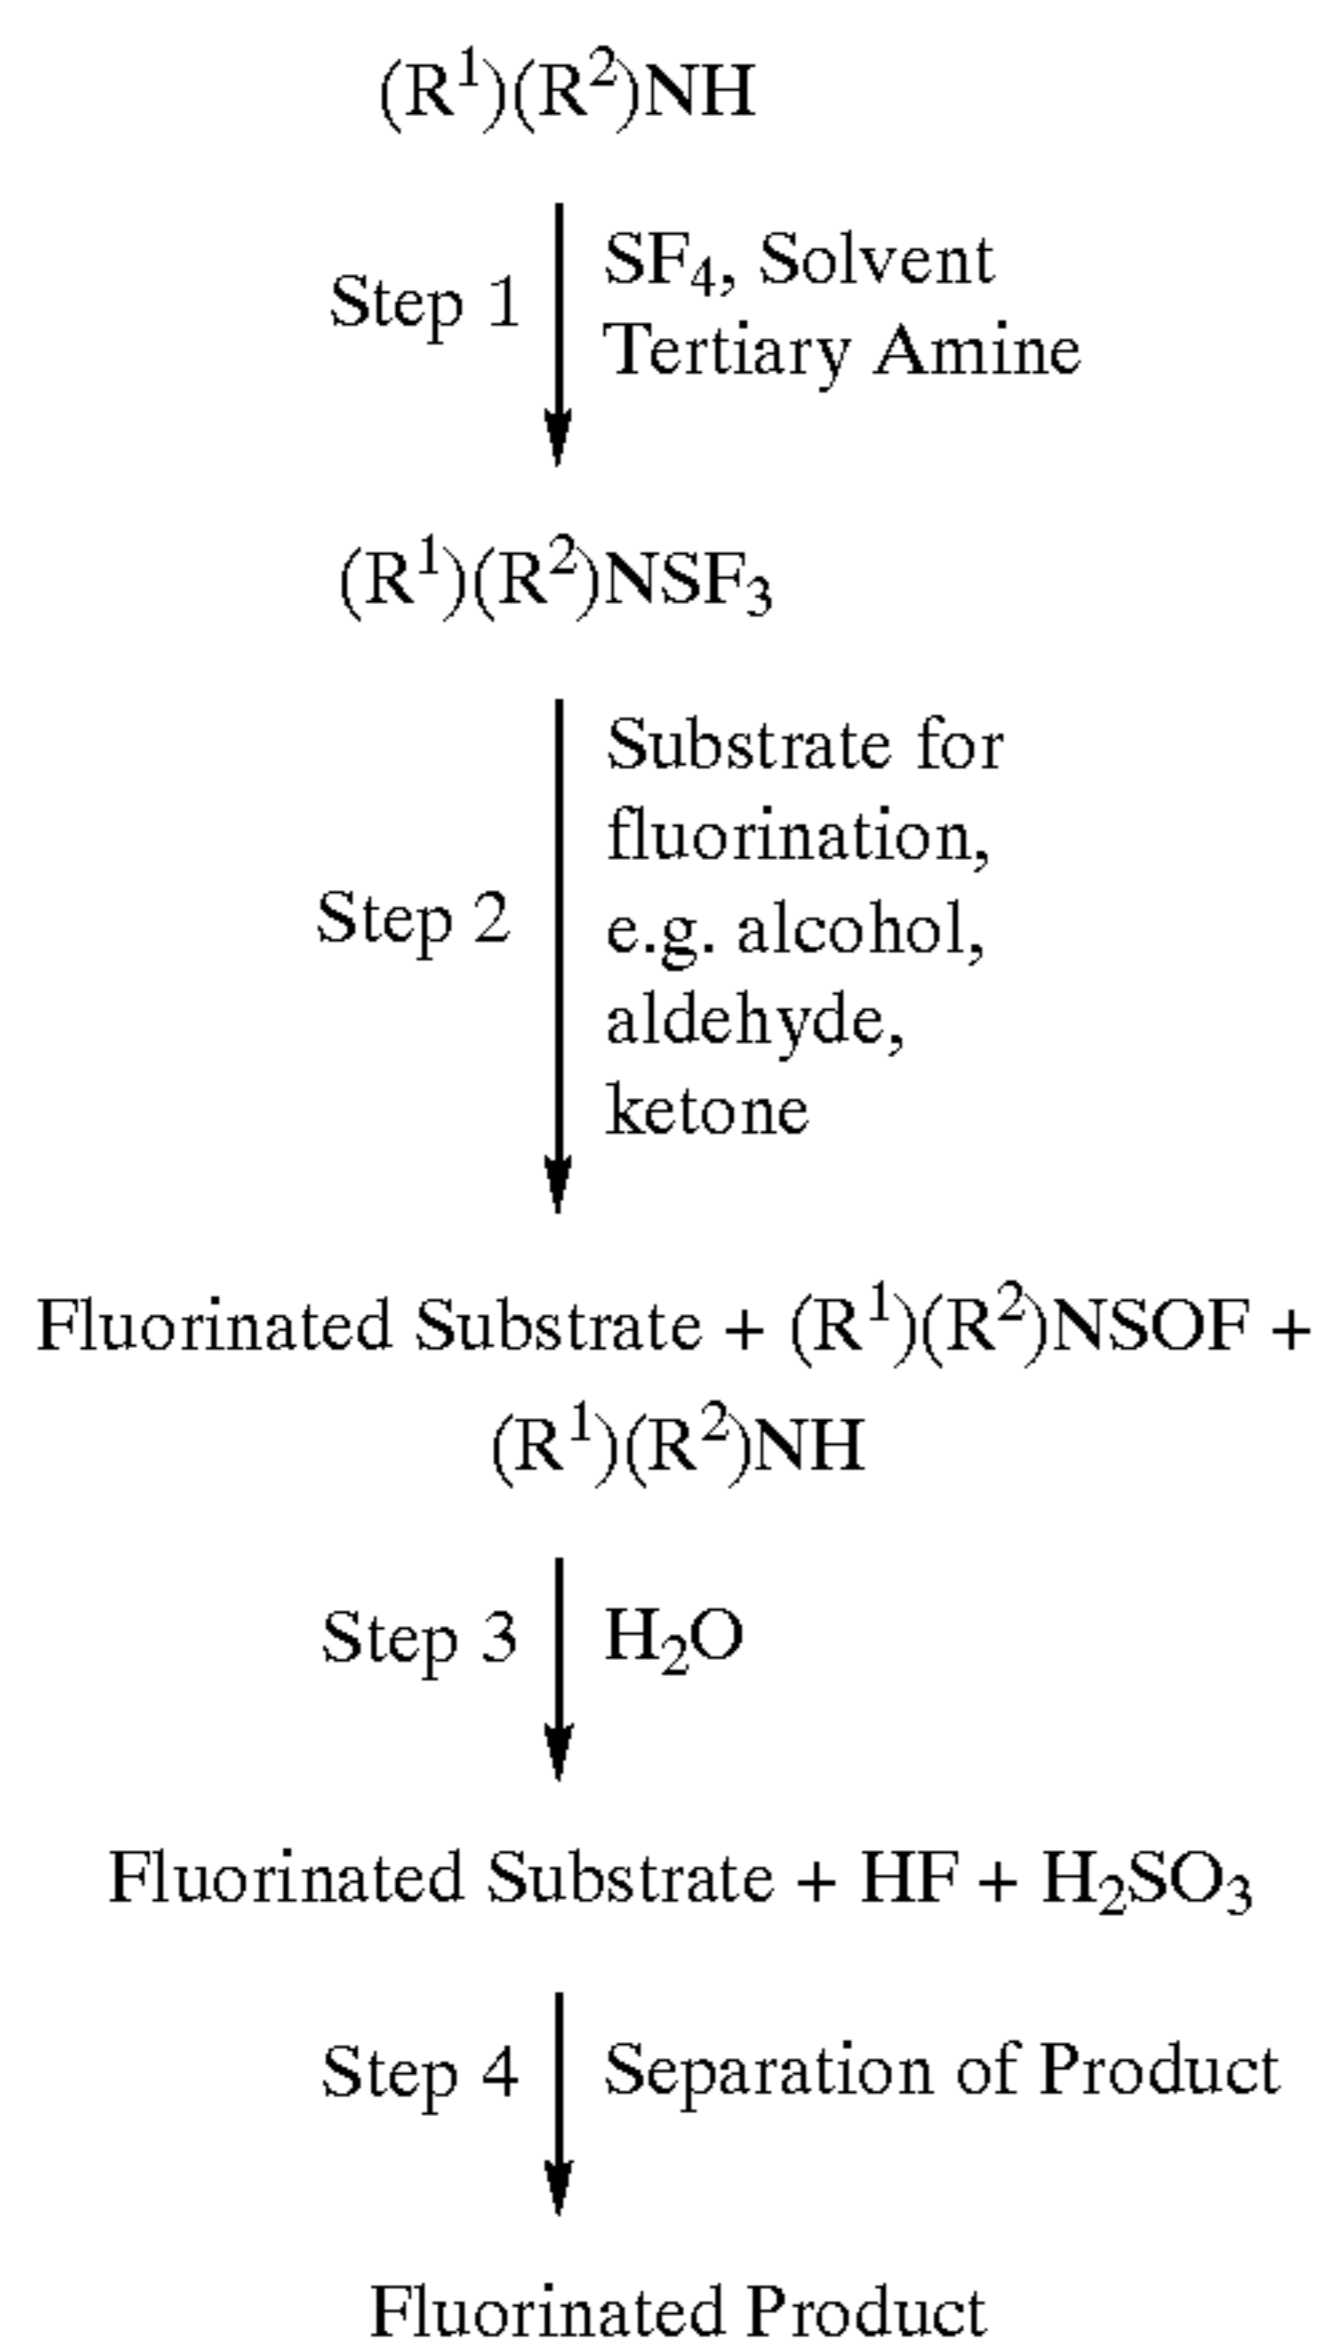 (R¹)(R²)NH
Step 1
SF₄, Solvent
Tertiary Amine
(R¹)(R²)NSF₃
Step 2
Substrate for
fluorination,
e.g. alcohol,
aldehyde,
ketone
Fluorinated Substrate + (R¹)(R²)NSOF +
(R¹)(R²)NH
Step 3
H₂O
Fluorinated Substrate + HF + H₂SO₃
Step 4
Separation of Product
Fluorinated Product